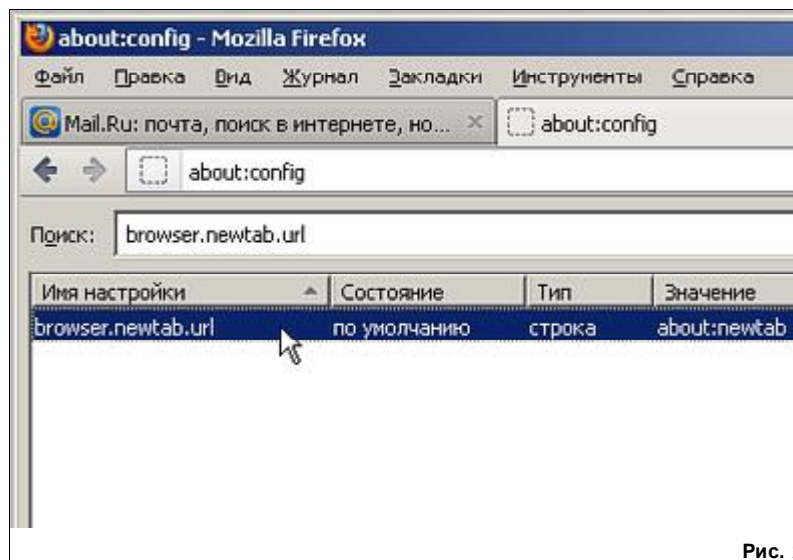 about:config - Mozilla Firefox
Файл Правка Вид Журнал Закладки Инструменты Справка
Mail.Ru: почта, поиск в интернете, но... × about:config
about:config
Поиск: browser.newtab.url
Имя настройки Состояние Тип Значение
browser.newtab.url по умолчанию строка about:newtab
Рис.